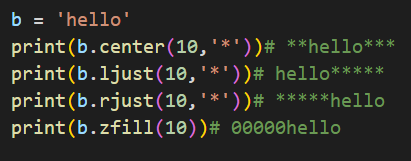 b = 'hello'
print(b.center(10,'*'))# **hello***
print(b.ljust(10,'*'))# hello*****
print(b.rjust(10,'*'))# *****hello
print(b.zfill(10))# 00000hello